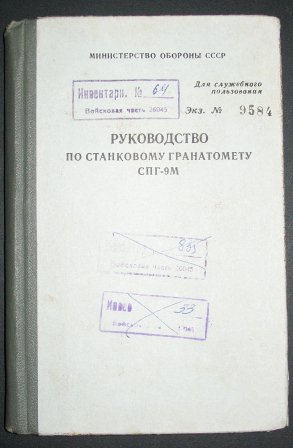 МИНИСТЕРСТВО ОБОРОНЫ СССР
Инвентарн. № 64
Войсковая часть 26045
Для служебного
пользования
Экз. № 9584
РУКОВОДСТВО
ПО СТАНКОВОМУ ГРАНАТОМЕТУ
СПГ-9М
Войсковая часть 26045
33